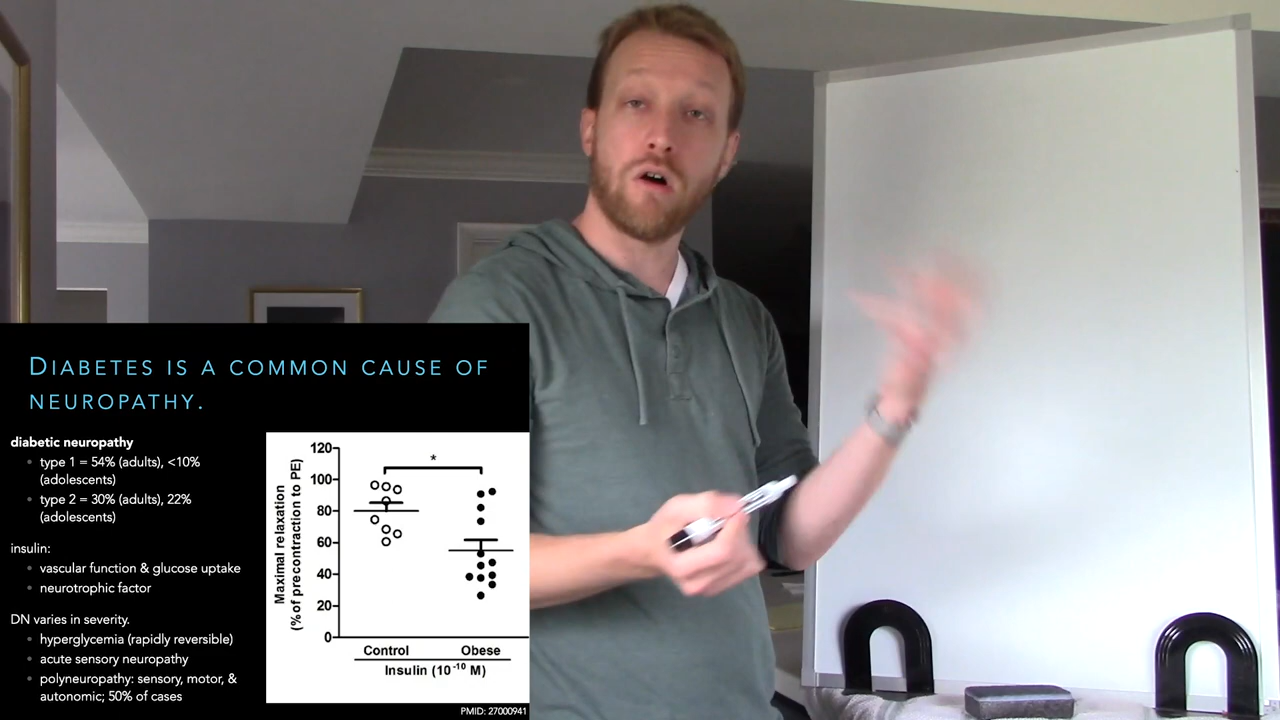 DIABETES IS A COMMON CAUSE OF
NEUROPATHY.
diabetic neuropathy
type 1 = 54% (adults), <10%
(adolescents)
type 2 = 30% (adults), 22%
(adolescents)
insulin:
vascular function & glucose uptake
neurotrophic factor
DN varies in severity.
hyperglycemia (rapidly reversible)
acute sensory neuropathy
polyneuropathy: sensory, motor, &
autonomic; 50% of cases
Maximal relaxation
(% of precontraction to PE)
120
100
80
60
40
20
0
*
Control Obese
Insulin (10⁻¹⁰ M)
PMID: 27000941